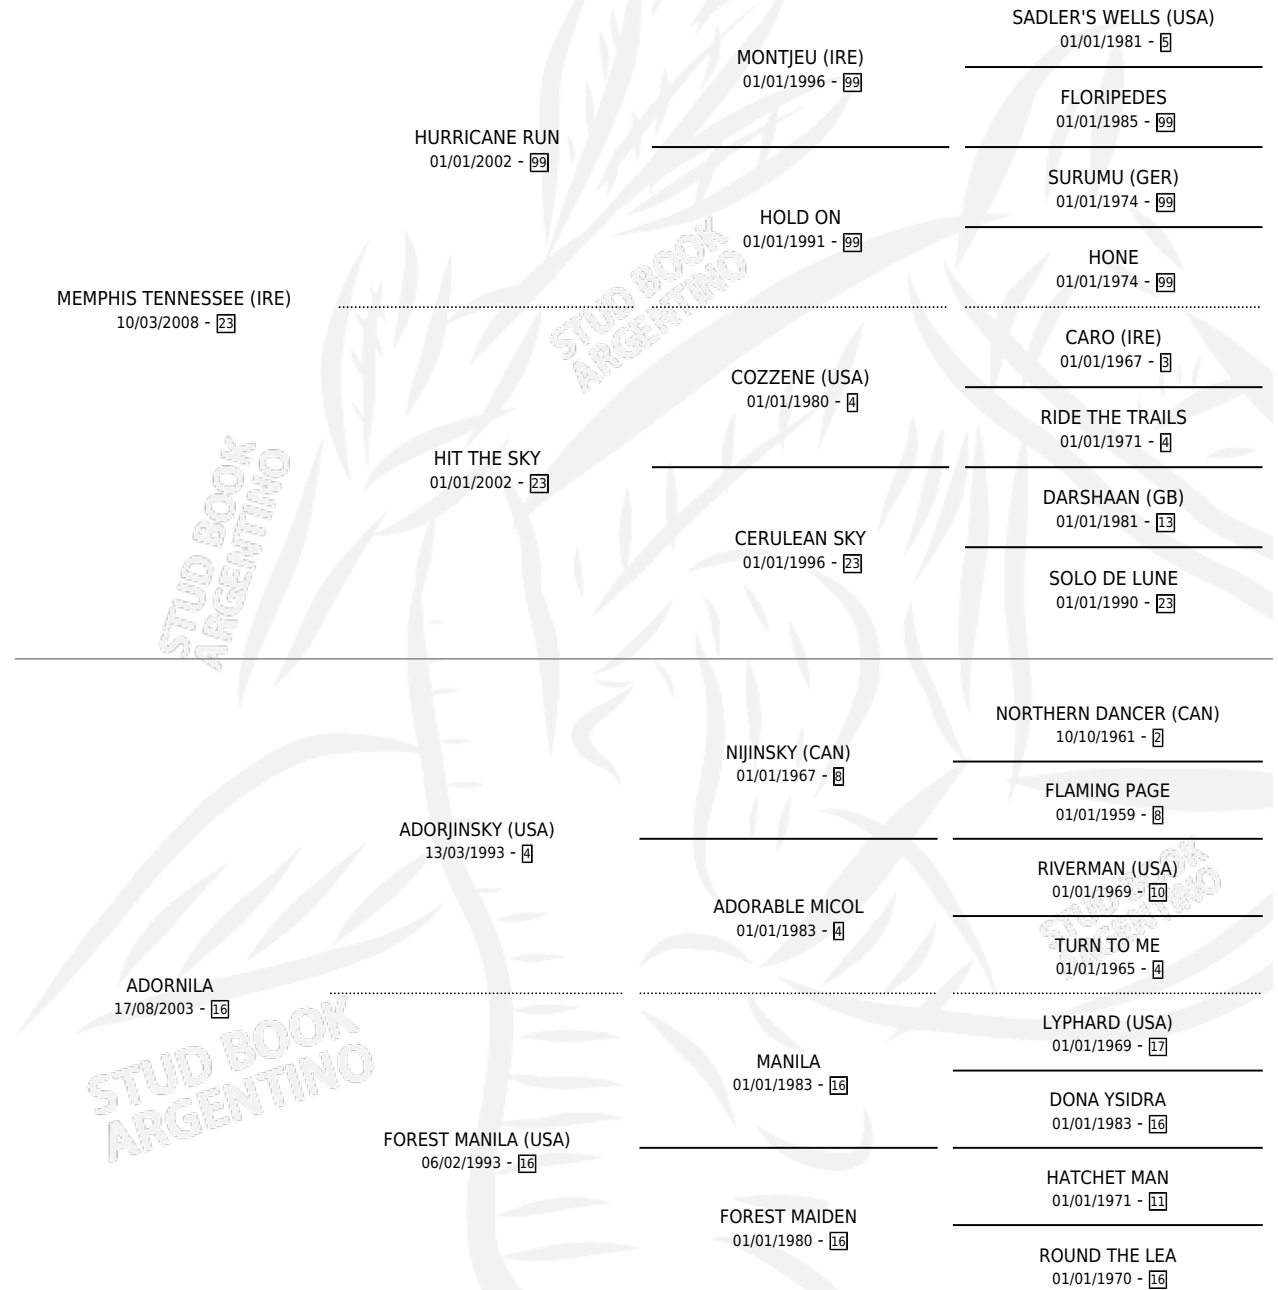 SADLER'S WELLS (USA)
01/01/1981 - 5
MONTJEU (IRE)
01/01/1996 - 99
FLORIPEDES
01/01/1985 - 99
HURRICANE RUN
01/01/2002 - 99
SURUMU (GER)
01/01/1974 - 99
HOLD ON
01/01/1991 - 99
HONE
01/01/1974 - 99
MEMPHIS TENNESSEE (IRE)
10/03/2008 - 23
CARO (IRE)
01/01/1967 - 3
COZZENE (USA)
01/01/1980 - 4
RIDE THE TRAILS
01/01/1971 - 4
HIT THE SKY
01/01/2002 - 23
DARSHAAN (GB)
01/01/1981 - 13
CERULEAN SKY
01/01/1996 - 23
SOLO DE LUNE
01/01/1990 - 23
NORTHERN DANCER (CAN)
10/10/1961 - 2
NIJINSKY (CAN)
01/01/1967 - 8
FLAMING PAGE
01/01/1959 - 8
ADORJINSKY (USA)
13/03/1993 - 4
RIVERMAN (USA)
01/01/1969 - 10
ADORABLE MICOL
01/01/1983 - 4
TURN TO ME
01/01/1965 - 4
ADORNILA
17/08/2003 - 16
LYPHARD (USA)
01/01/1969 - 17
MANILA
01/01/1983 - 16
DONA YSIDRA
01/01/1983 - 16
FOREST MANILA (USA)
06/02/1993 - 16
HATCHET MAN
01/01/1971 - 11
FOREST MAIDEN
01/01/1980 - 16
ROUND THE LEA
01/01/1970 - 16
STUD BOOK
ARGENTINO
STUD BOOK
ARGENTINO
STUD BOOK
ARGENTINO
STUD BOOK
ARGENTINO